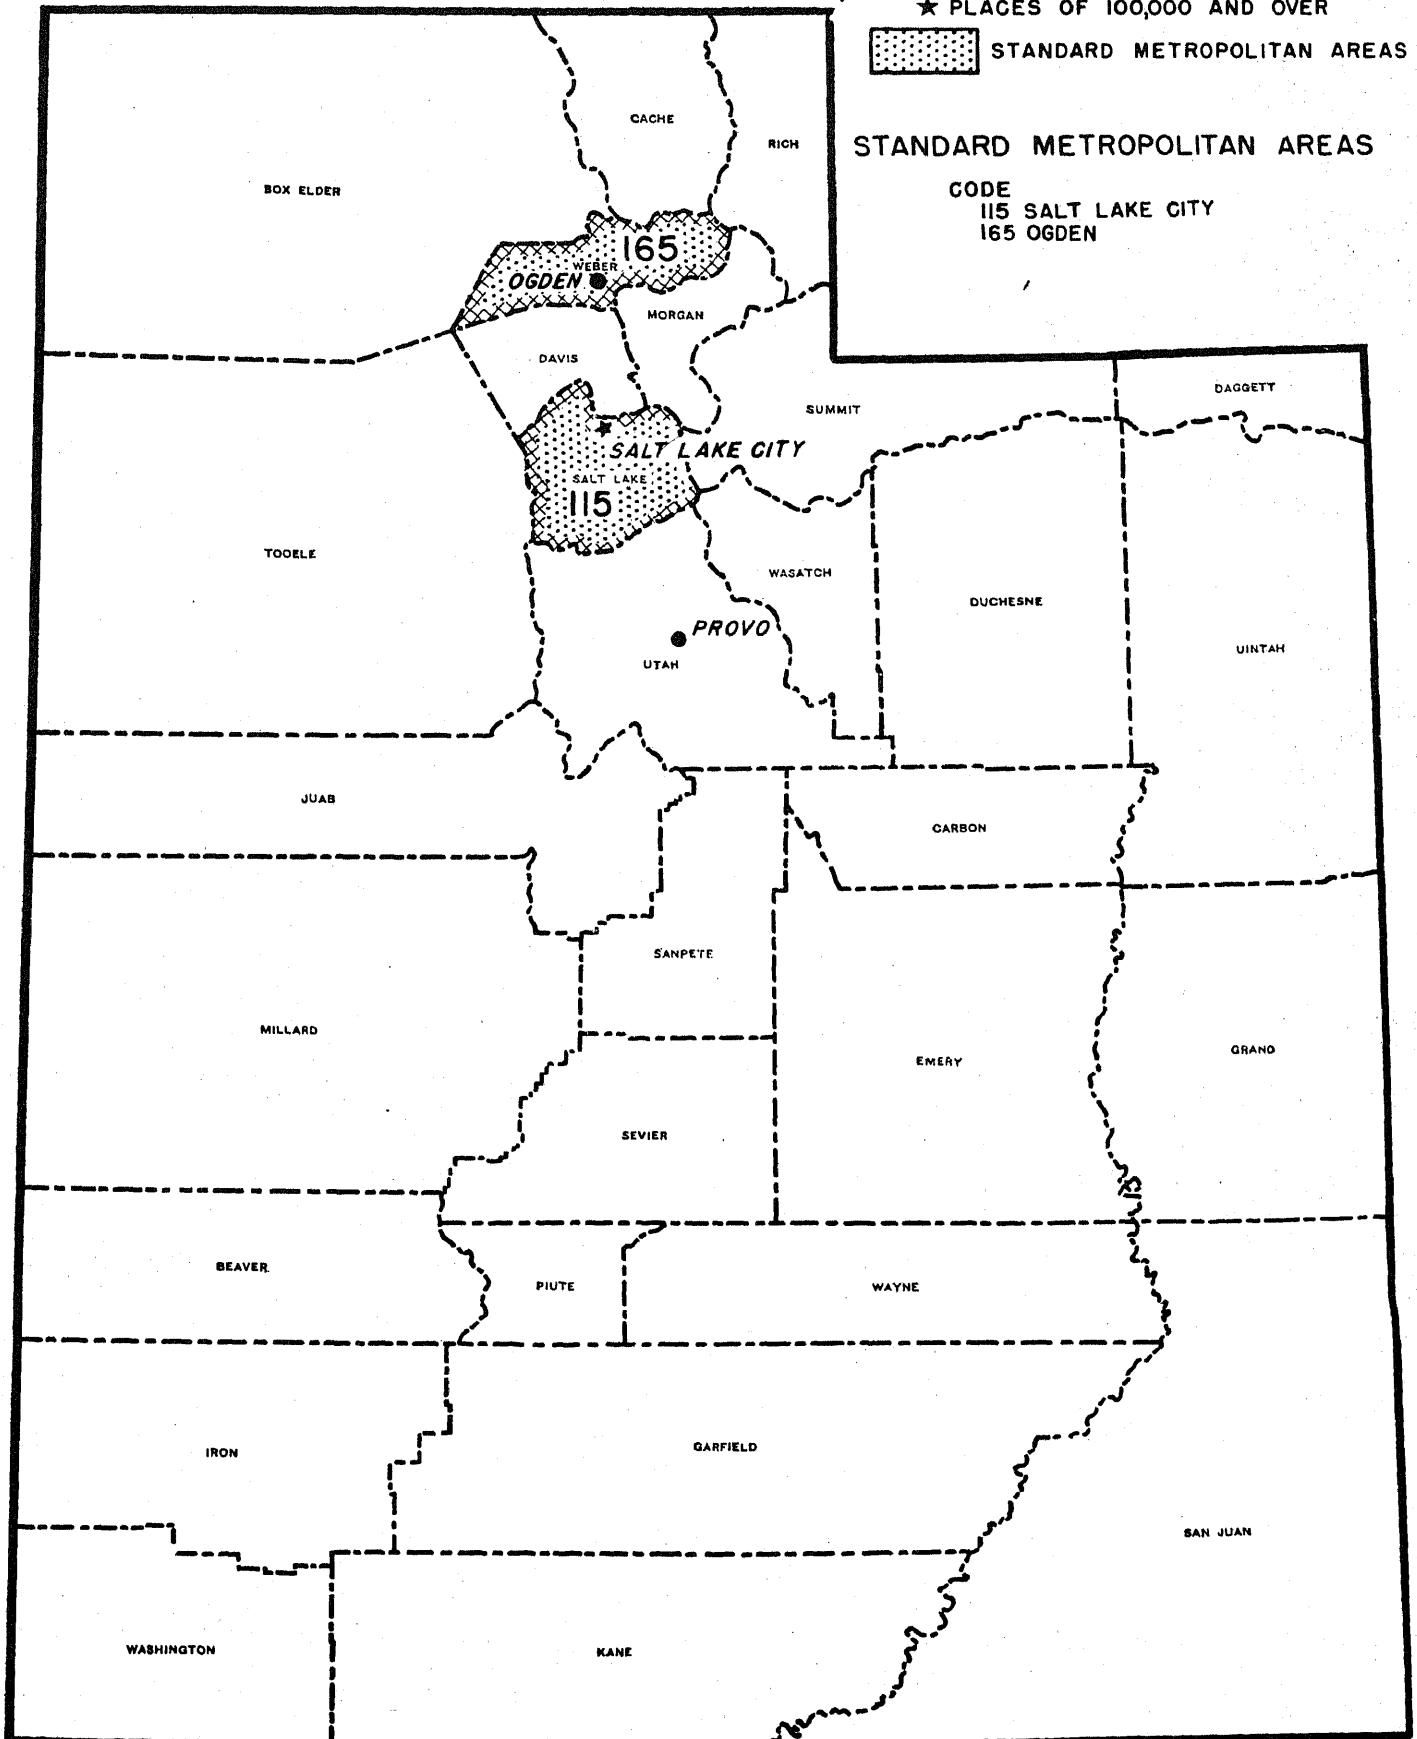 ★ PLACES OF 100,000 AND OVER
STANDARD METROPOLITAN AREAS
STANDARD METROPOLITAN AREAS
CODE
115 SALT LAKE CITY
165 OGDEN
CACHE
RICH
BOX ELDER
165
WEBER
OGDEN
MORGAN
DAVIS
DAGGETT
SUMMIT
SALT LAKE CITY
SALT LAKE
115
TOOELE
WASATCH
DUCHESNE
PROVO
UINTAH
UTAH
JUAB
CARBON
SANPETE
MILLARD
GRAND
EMERY
SEVIER
BEAVER
PIUTE
WAYNE
IRON
GARFIELD
SAN JUAN
WASHINGTON
KANE